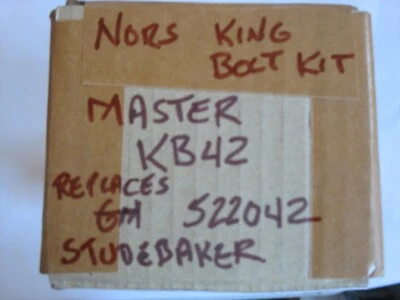 NORS KING
BOLT KIT
MASTER
KB42
REPLACES
GM 522042
STUDEBAKER